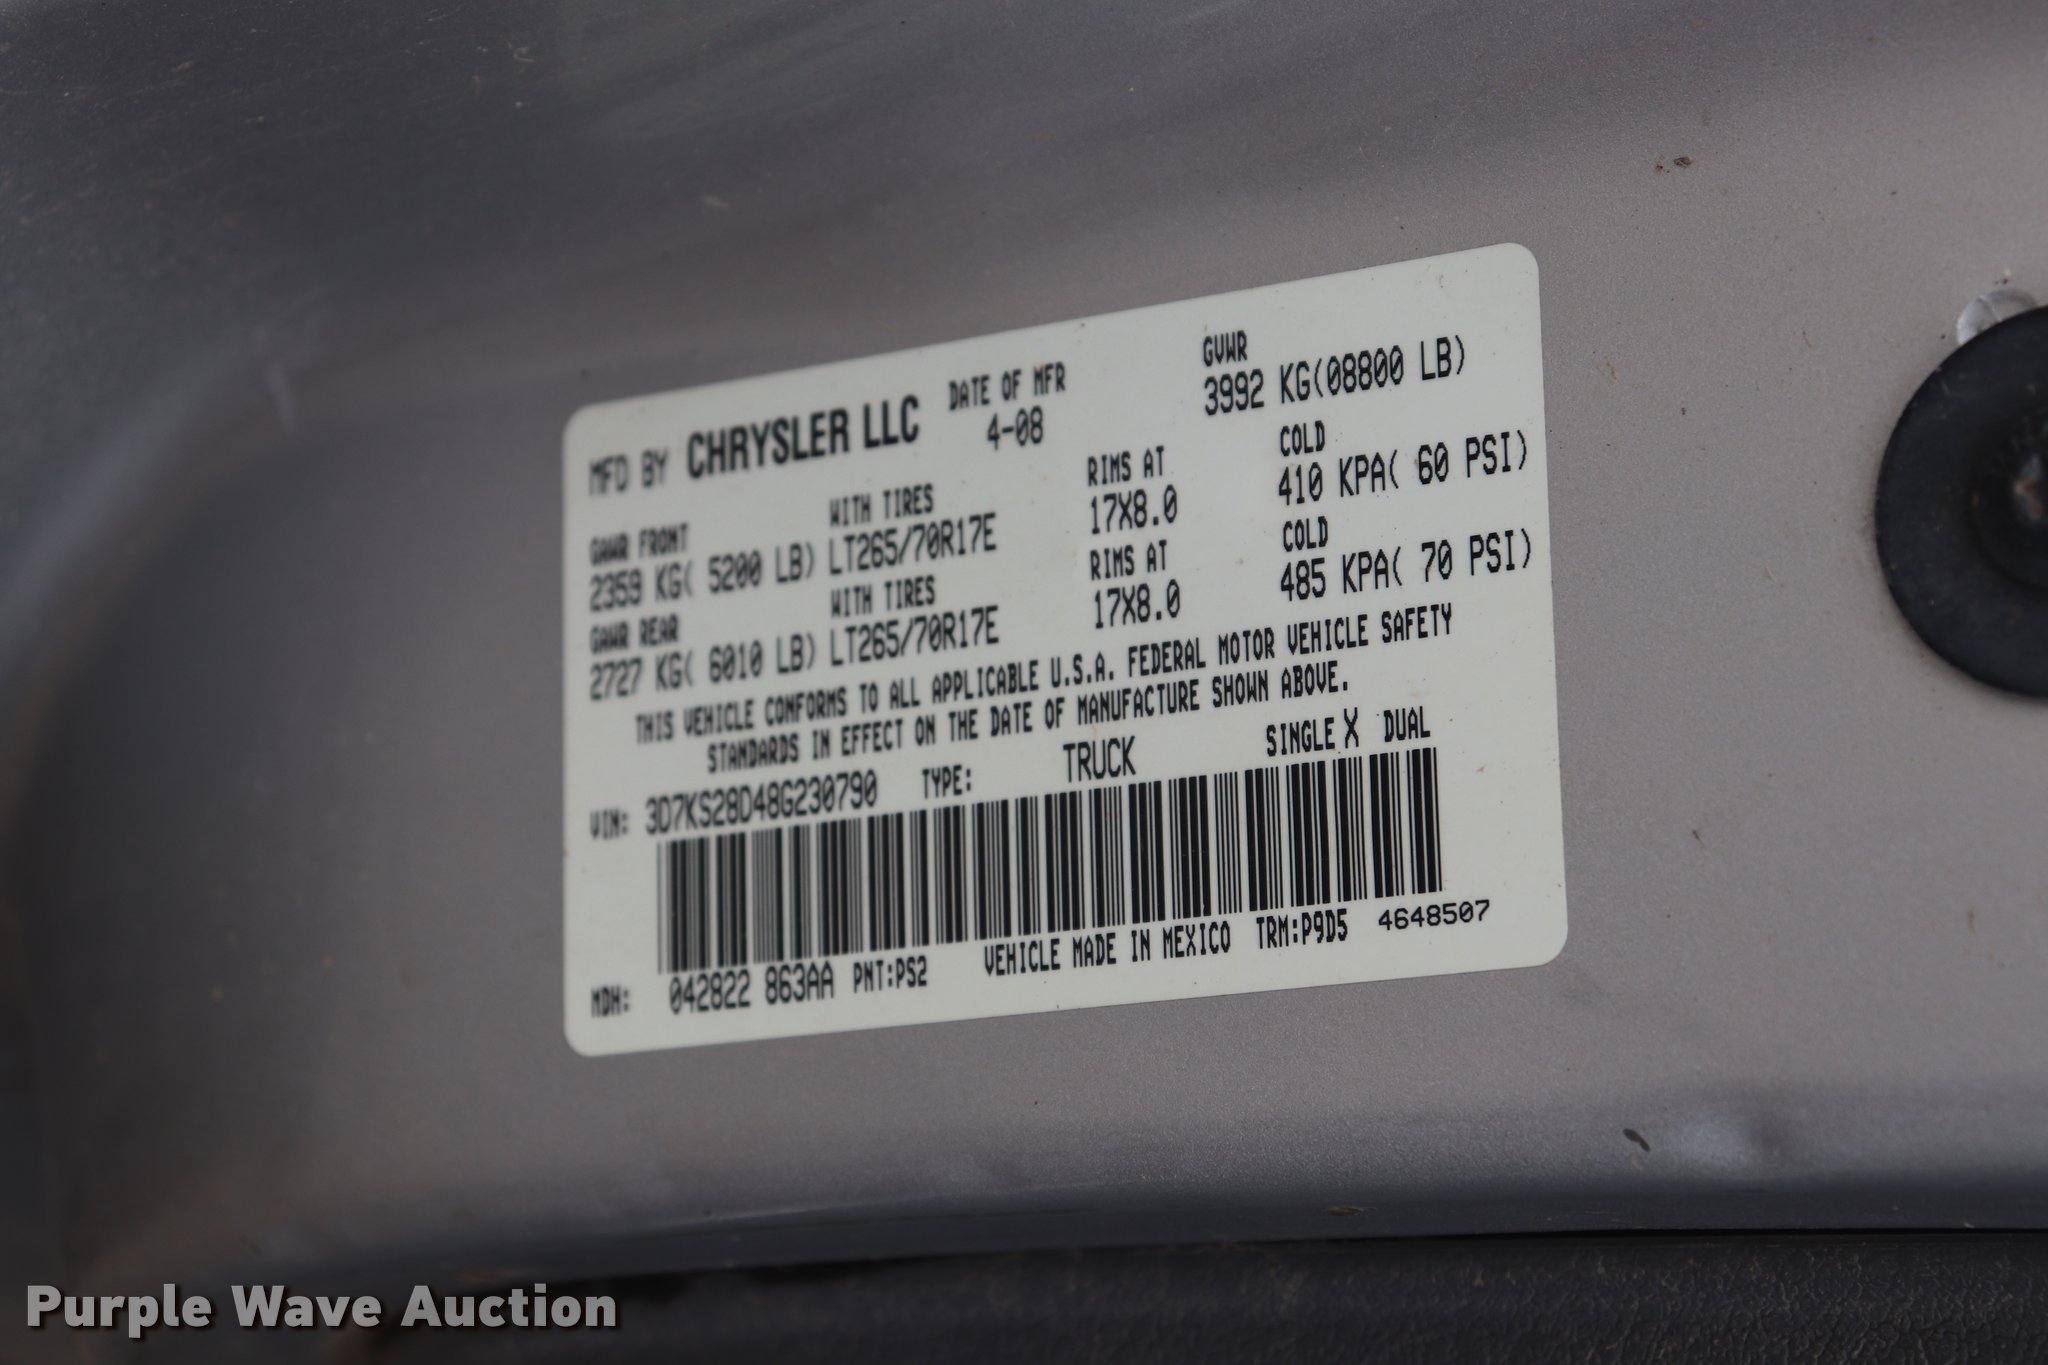 MFD BY CHRYSLER LLC DATE OF MFR GVWR
4-08 3992 KG(08800 LB)
GAWR FRONT WITH TIRES RIMS AT COLD
2359 KG( 5200 LB) LT265/70R17E 17X8.0 410 KPA( 60 PSI)
GAWR REAR WITH TIRES RIMS AT COLD
2727 KG( 6010 LB) LT265/70R17E 17X8.0 485 KPA( 70 PSI)
THIS VEHICLE CONFORMS TO ALL APPLICABLE U.S.A. FEDERAL MOTOR VEHICLE SAFETY
STANDARDS IN EFFECT ON THE DATE OF MANUFACTURE SHOWN ABOVE.
VIN: 3D7KS28D48G230790 TYPE: TRUCK SINGLE X DUAL
MDH: 042822 863AA PNT:PS2 VEHICLE MADE IN MEXICO TRM:P9D5 4648507
Purple Wave Auction